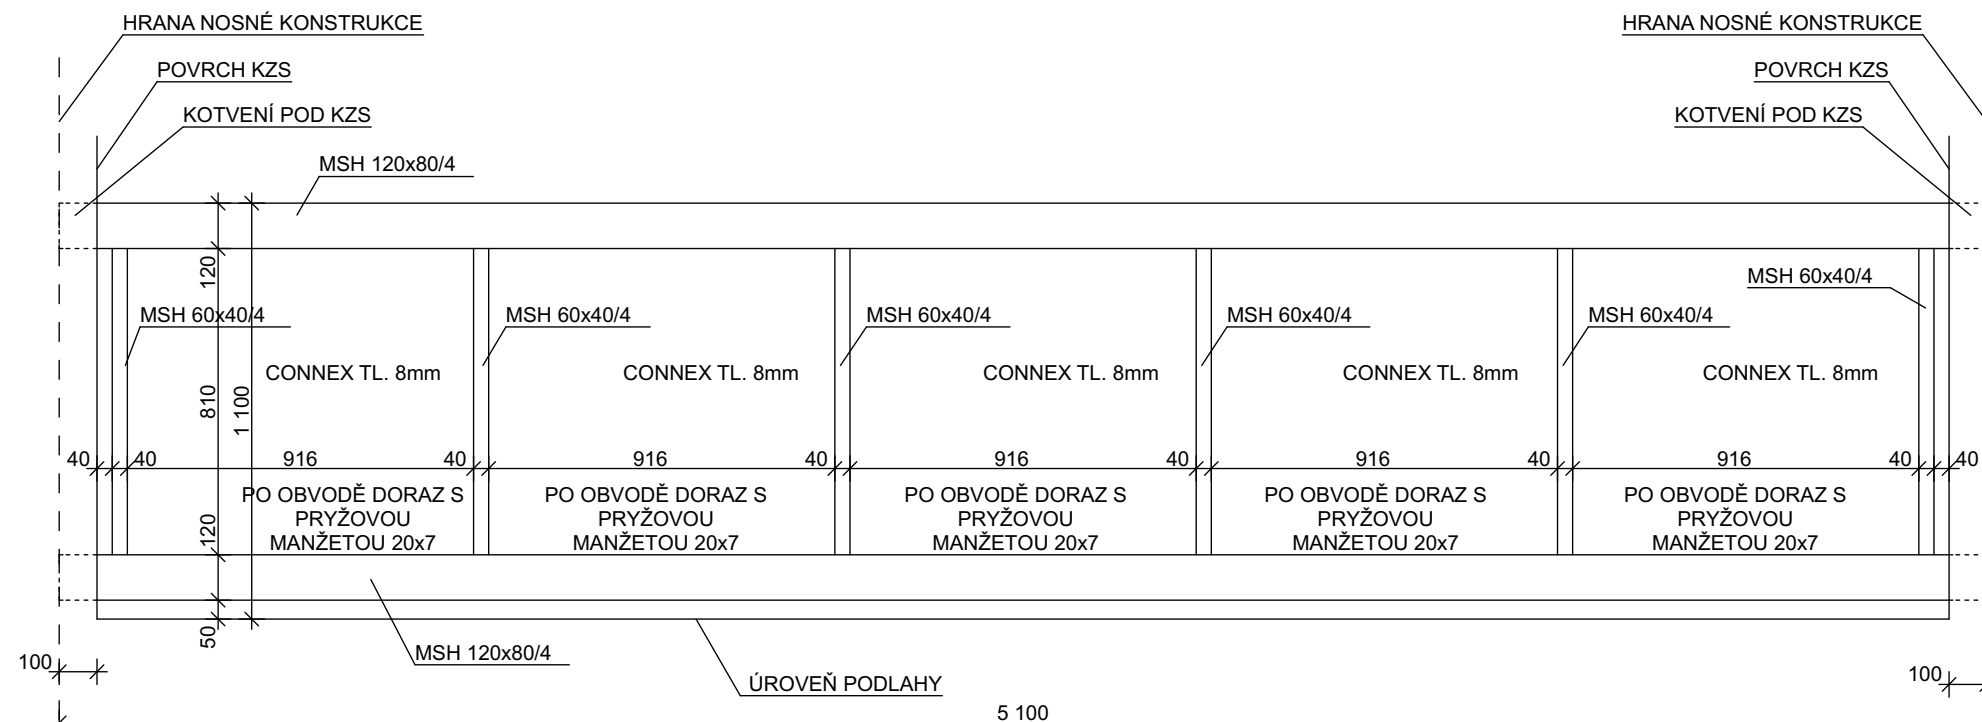 HRANA NOSNÉ KONSTRUKCE
HRANA NOSNÉ KONSTRUKCE
POVRCH KZS
POVRCH KZS
KOTVENÍ POD KZS
KOTVENÍ POD KZS
MSH 120x80/4
120
MSH 60x40/4
MSH 60x40/4
MSH 60x40/4
MSH 60x40/4
MSH 60x40/4
MSH 60x40/4
CONNEX TL. 8mm
CONNEX TL. 8mm
CONNEX TL. 8mm
CONNEX TL. 8mm
CONNEX TL. 8mm
810
1 100
40
40
916
40
916
40
916
40
916
40
916
40
40
PO OBVODĚ DORAZ S
PRYŽOVOU
MANŽETOU 20x7
PO OBVODĚ DORAZ S
PRYŽOVOU
MANŽETOU 20x7
PO OBVODĚ DORAZ S
PRYŽOVOU
MANŽETOU 20x7
PO OBVODĚ DORAZ S
PRYŽOVOU
MANŽETOU 20x7
PO OBVODĚ DORAZ S
PRYŽOVOU
MANŽETOU 20x7
120
50
MSH 120x80/4
100
100
ÚROVEŇ PODLAHY
5 100